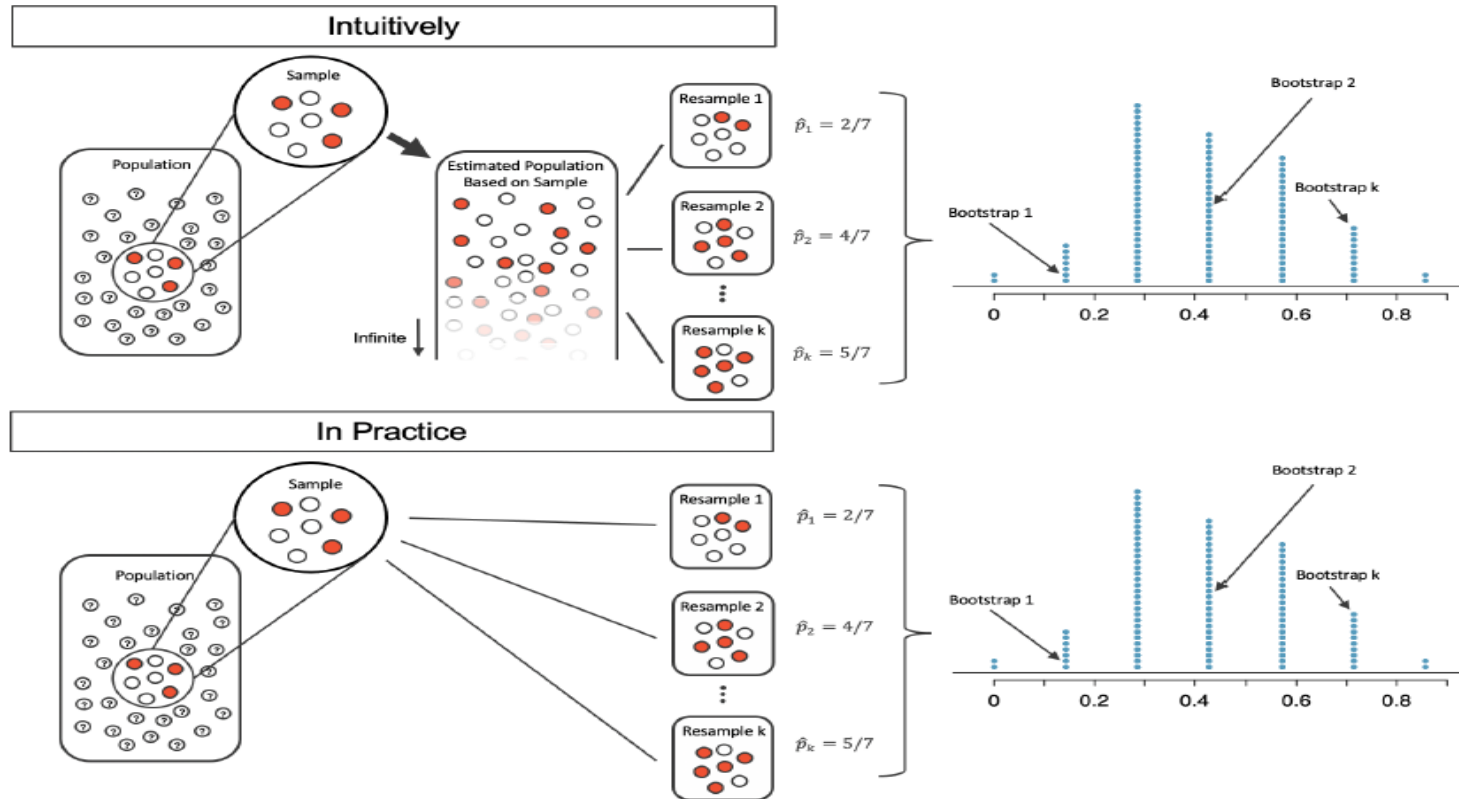 Intuitively
Sample
Population
Estimated Population
Based on Sample
Infinite
Resample 1
Resample 2
...
Resample k
p̂₁ = 2/7
p̂₂ = 4/7
p̂ₖ = 5/7
Bootstrap 1
Bootstrap 2
Bootstrap k
0 0.2 0.4 0.6 0.8
? ? ? ? ? ? ? ? ? ? ? ? ? ? ? ? ? ? ? ? ? ? ? ? ? ?
In Practice
Sample
Population
Resample 1
Resample 2
...
Resample k
p̂₁ = 2/7
p̂₂ = 4/7
p̂ₖ = 5/7
Bootstrap 1
Bootstrap 2
Bootstrap k
0 0.2 0.4 0.6 0.8
? ? ? ? ? ? ? ? ? ? ? ? ? ? ? ? ? ? ? ? ? ? ? ? ? ?